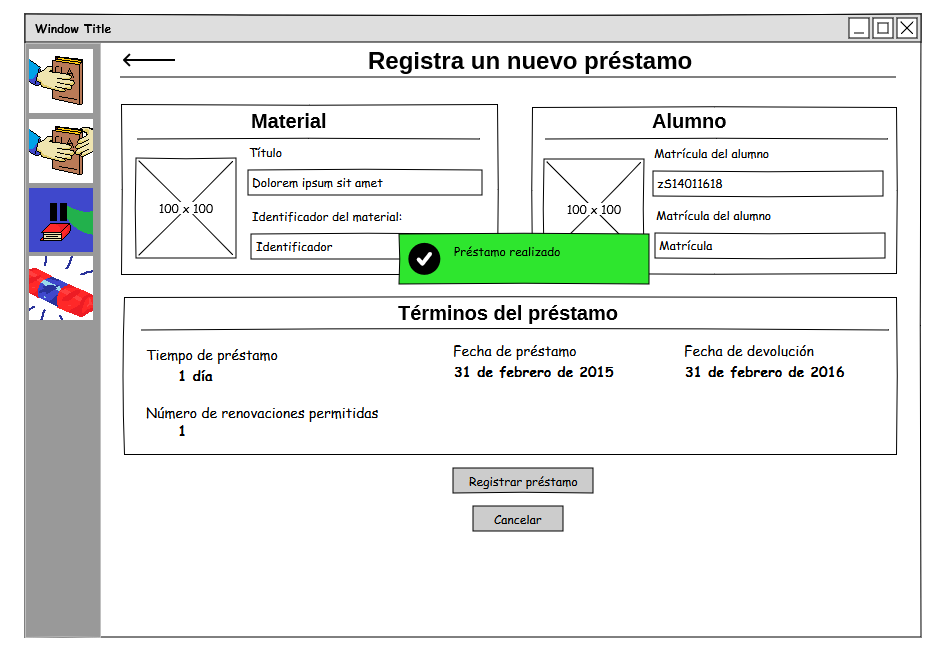 Window Title
Registra un nuevo préstamo
Material
Título
100 x 100
Dolorem ipsum sit amet
Identificador del material:
Identificador
Alumno
Matrícula del alumno
100 x 100
zS14011618
Matrícula del alumno
Matrícula
Préstamo realizado
Términos del préstamo
Tiempo de préstamo
1 día
Fecha de préstamo
31 de febrero de 2015
Fecha de devolución
31 de febrero de 2016
Número de renovaciones permitidas
1
Registrar préstamo
Cancelar